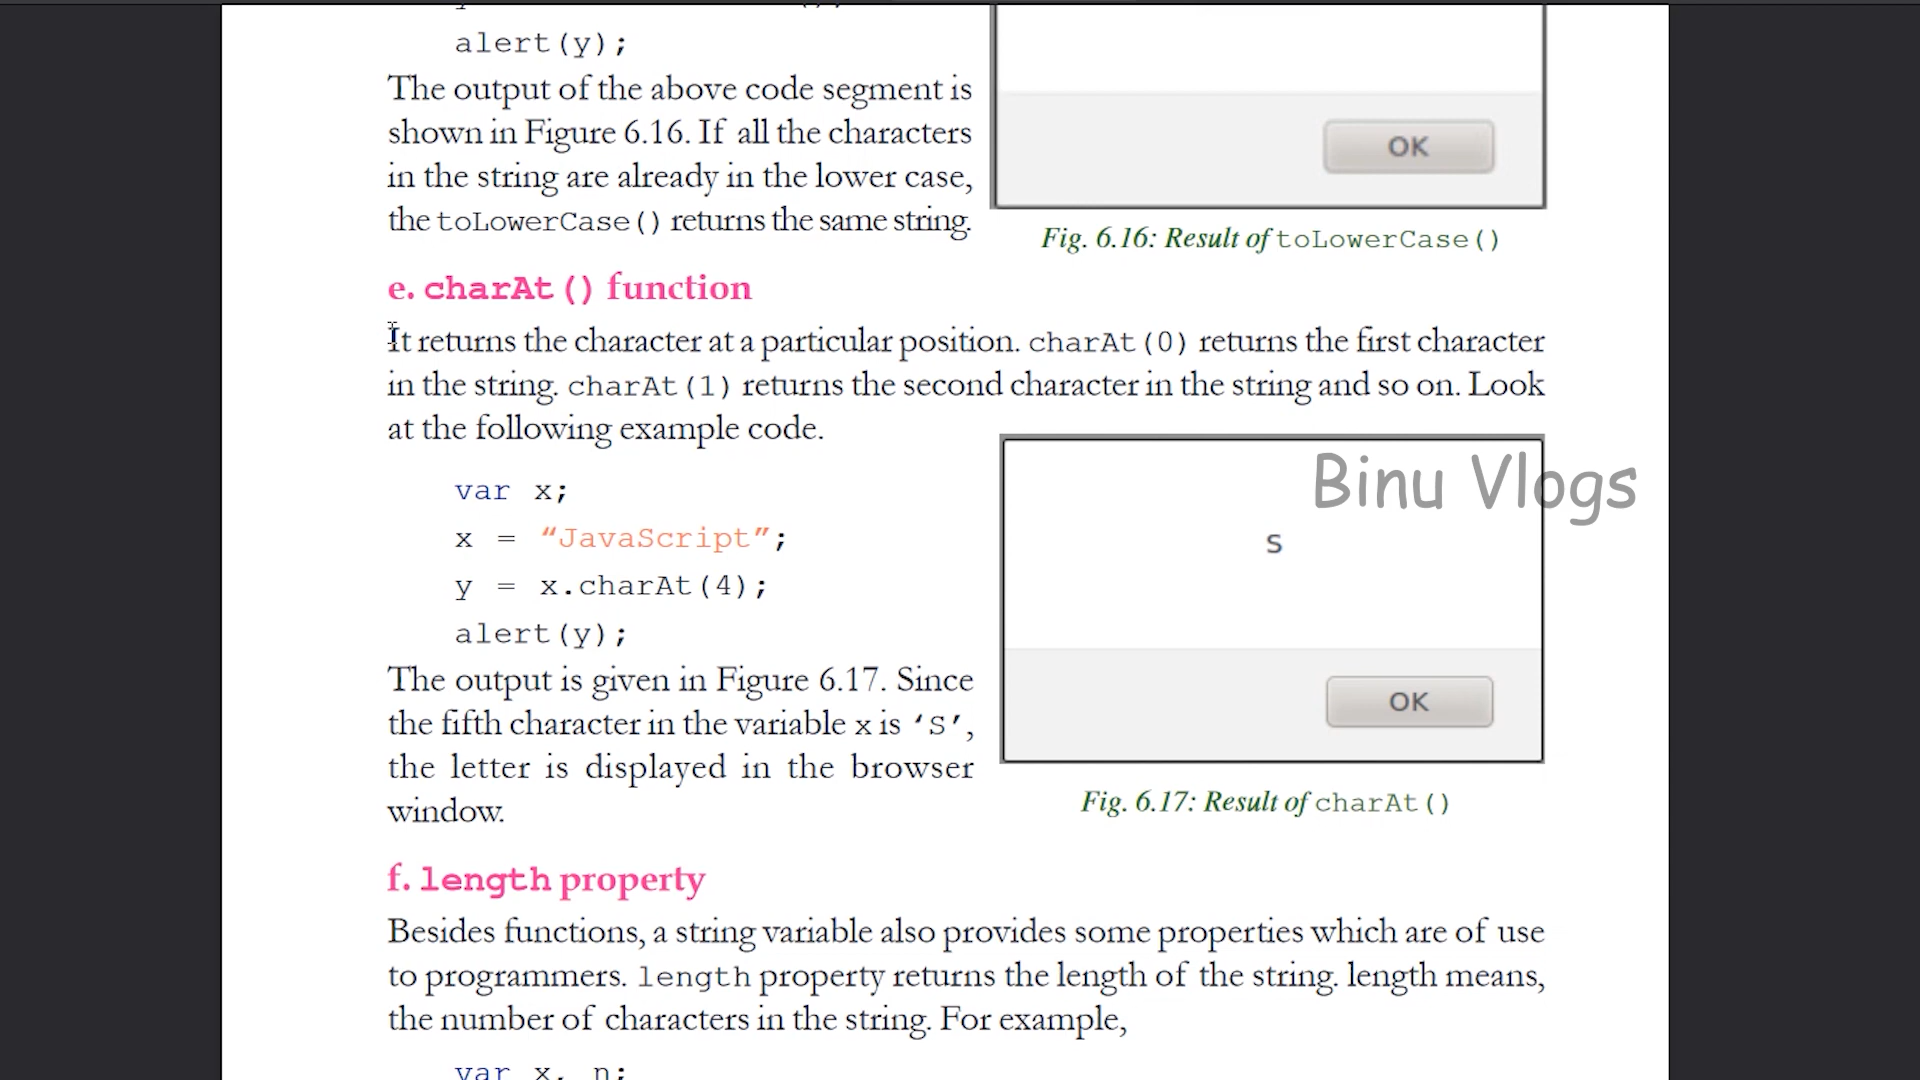 alert(y);
The output of the above code segment is
shown in Figure 6.16. If all the characters
in the string are already in the lower case,
the toLowerCase() returns the same string.
OK
Fig. 6.16: Result of toLowerCase()
e. charAt() function
It returns the character at a particular position. charAt(0) returns the first character
in the string. charAt(1) returns the second character in the string and so on. Look
at the following example code.
var x;
x = “JavaScript”;
y = x.charAt(4);
alert(y);
The output is given in Figure 6.17. Since
the fifth character in the variable x is ‘S’,
the letter is displayed in the browser
window.
Binu Vlogs
S
OK
Fig. 6.17: Result of charAt()
f. length property
Besides functions, a string variable also provides some properties which are of use
to programmers. length property returns the length of the string. length means,
the number of characters in the string. For example,
var x, n;